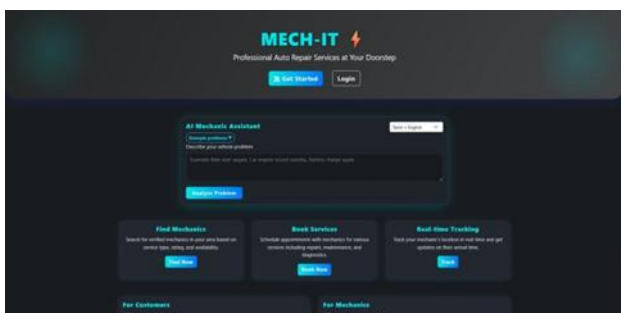 MECH-IT
Professional Auto Repair Services at Your Doorstep
Get Started
Login
AI Mechanic Assistant
Example problems
Describe your vehicle problem
Analyze Problem
Find Mechanics
Book Services
Real-time Tracking
Search for verified mechanics in your area based on
service type, rating, and availability.
Schedule appointments with mechanics for various
services including repairs, maintenance, and
diagnostics.
Track your mechanic's location in real-time and get
updates on their arrival time.
Find Now
Book Now
Track
For Customers
For Mechanics